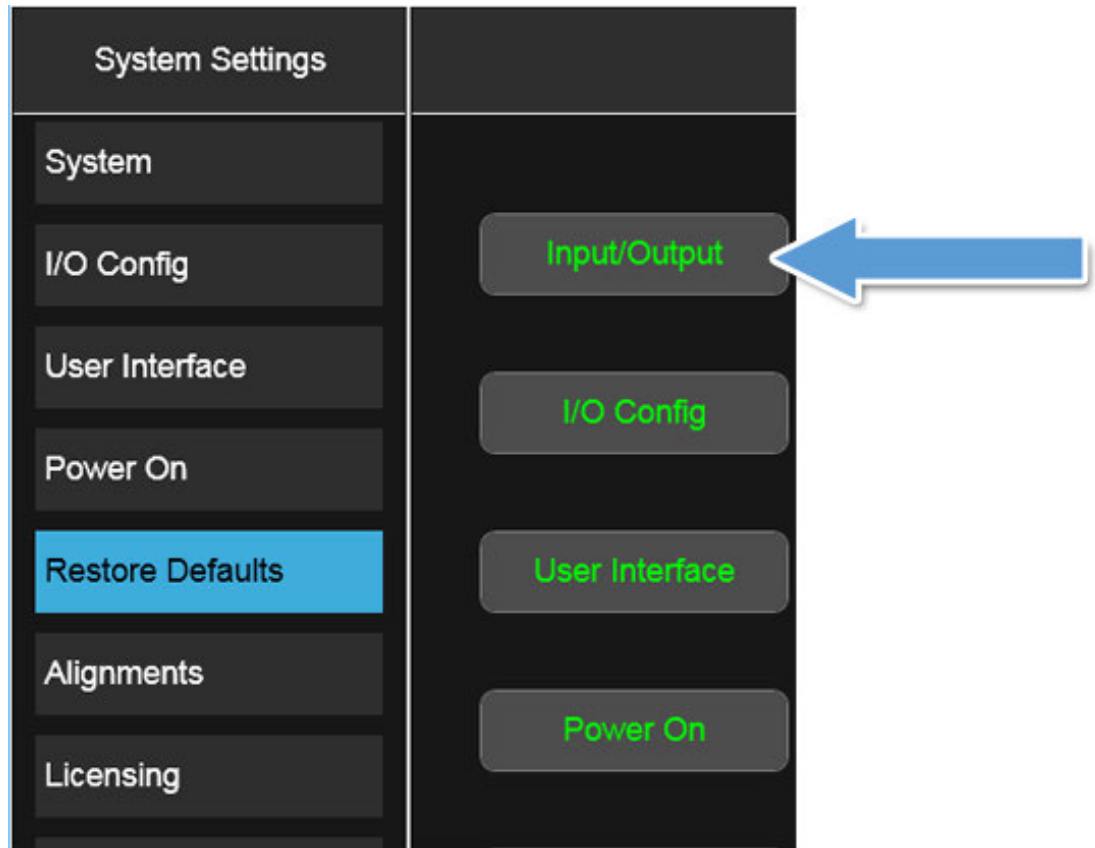 System Settings
System
I/O Config
User Interface
Power On
Restore Defaults
Alignments
Licensing
Input/Output
I/O Config
User Interface
Power On